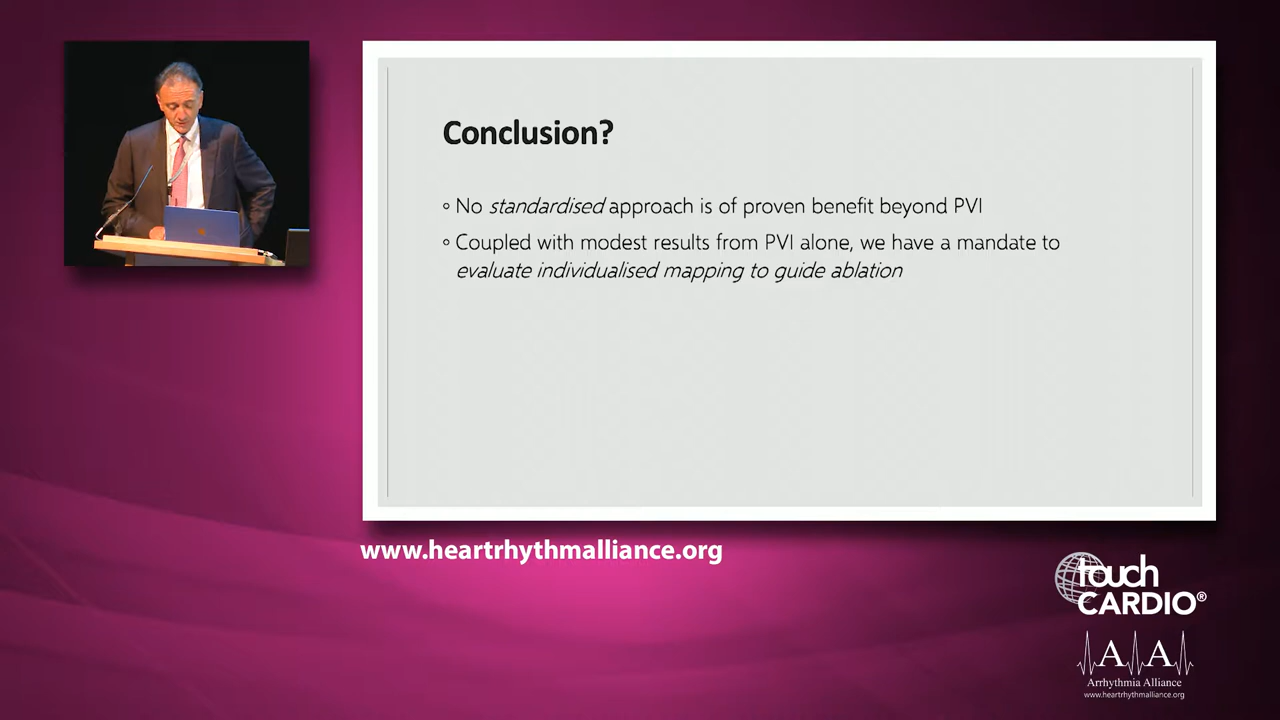 Conclusion?
◦ No standardised approach is of proven benefit beyond PVI
◦ Coupled with modest results from PVI alone, we have a mandate to
evaluate individualised mapping to guide ablation
www.heartrhythmalliance.org
touch
CARDIO®
A A
Arrhythmia Alliance
www.heartrhythmalliance.org